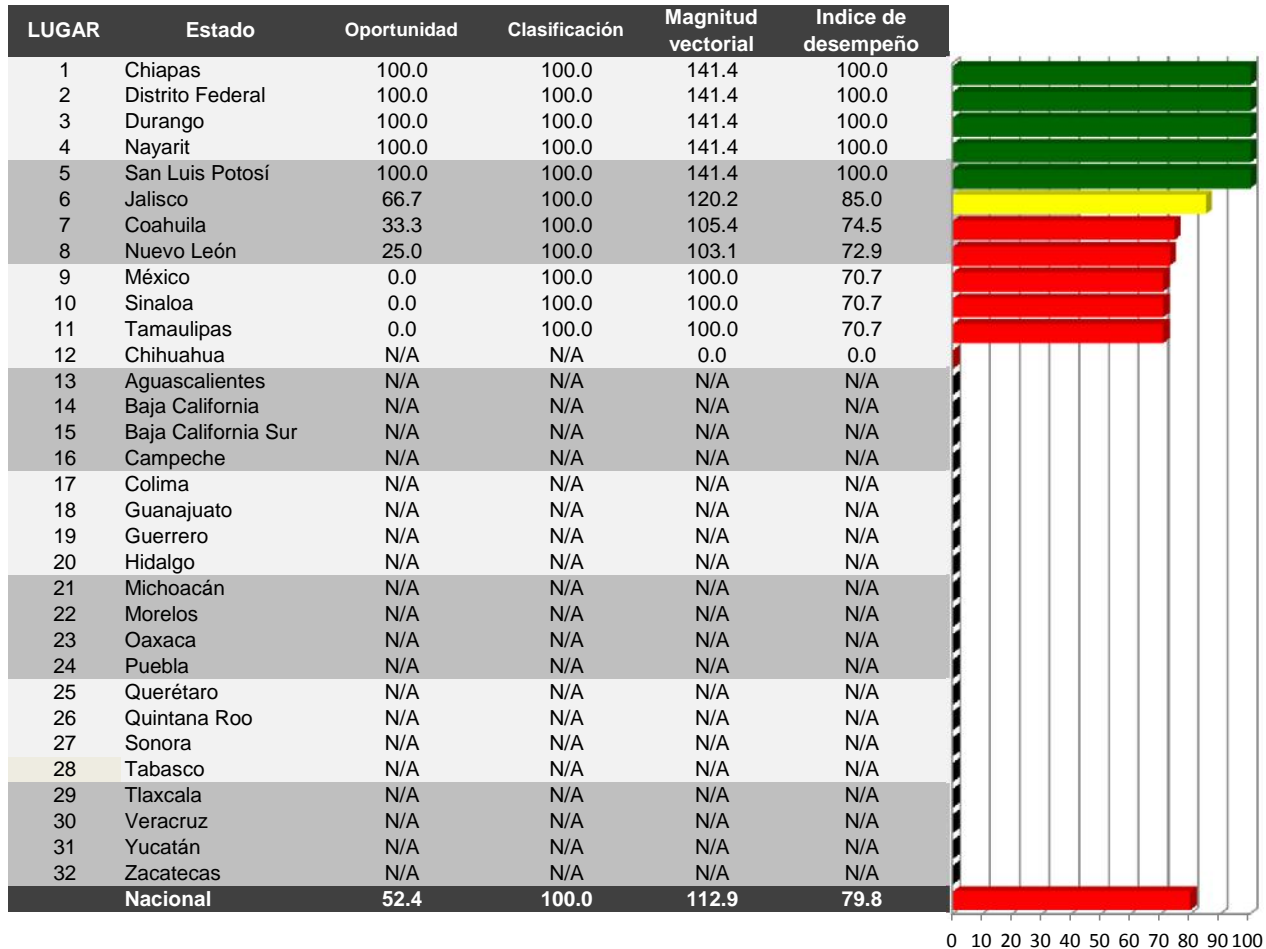 LUGAR Estado Oportunidad Clasificación Magnitud vectorial Indice de desempeño
1 Chiapas 100.0 100.0 141.4 100.0
2 Distrito Federal 100.0 100.0 141.4 100.0
3 Durango 100.0 100.0 141.4 100.0
4 Nayarit 100.0 100.0 141.4 100.0
5 San Luis Potosí 100.0 100.0 141.4 100.0
6 Jalisco 66.7 100.0 120.2 85.0
7 Coahuila 33.3 100.0 105.4 74.5
8 Nuevo León 25.0 100.0 103.1 72.9
9 México 0.0 100.0 100.0 70.7
10 Sinaloa 0.0 100.0 100.0 70.7
11 Tamaulipas 0.0 100.0 100.0 70.7
12 Chihuahua N/A N/A 0.0 0.0
13 Aguascalientes N/A N/A N/A N/A
14 Baja California N/A N/A N/A N/A
15 Baja California Sur N/A N/A N/A N/A
16 Campeche N/A N/A N/A N/A
17 Colima N/A N/A N/A N/A
18 Guanajuato N/A N/A N/A N/A
19 Guerrero N/A N/A N/A N/A
20 Hidalgo N/A N/A N/A N/A
21 Michoacán N/A N/A N/A N/A
22 Morelos N/A N/A N/A N/A
23 Oaxaca N/A N/A N/A N/A
24 Puebla N/A N/A N/A N/A
25 Querétaro N/A N/A N/A N/A
26 Quintana Roo N/A N/A N/A N/A
27 Sonora N/A N/A N/A N/A
28 Tabasco N/A N/A N/A N/A
29 Tlaxcala N/A N/A N/A N/A
30 Veracruz N/A N/A N/A N/A
31 Yucatán N/A N/A N/A N/A
32 Zacatecas N/A N/A N/A N/A
Nacional 52.4 100.0 112.9 79.8
0 10 20 30 40 50 60 70 80 90 100